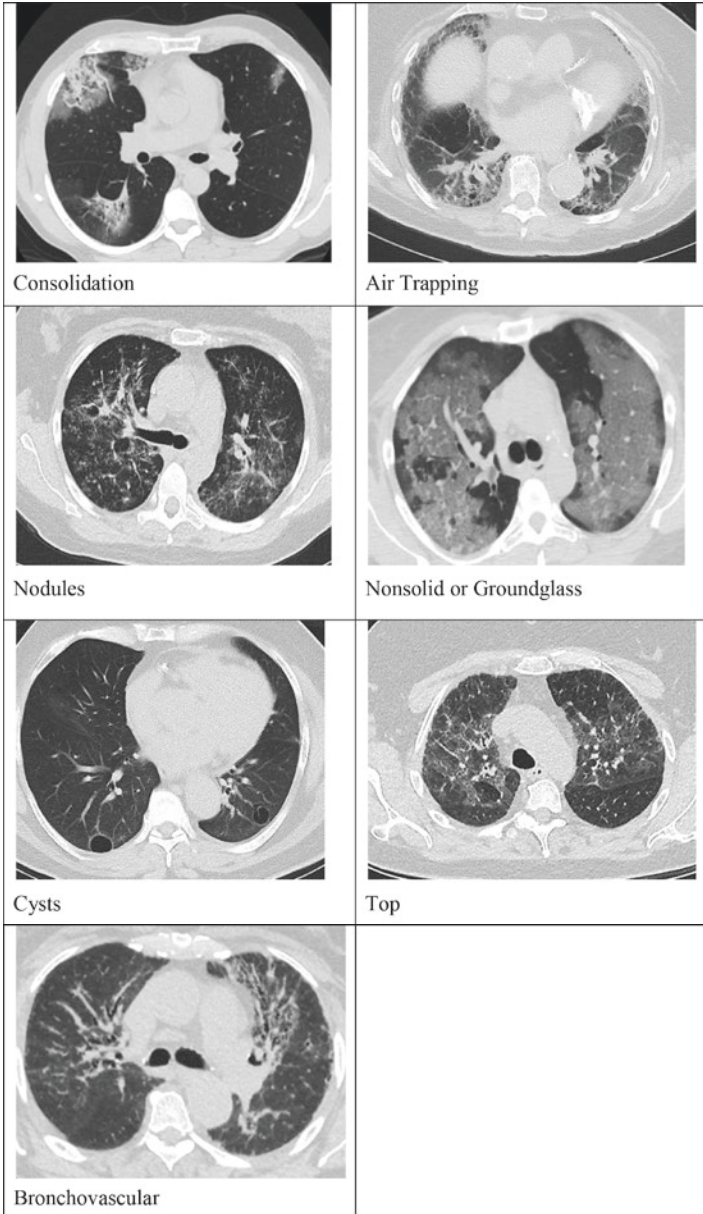 Consolidation
Air Trapping
Nodules
Nonsolid or Groundglass
Cysts
Top
Bronchovascular